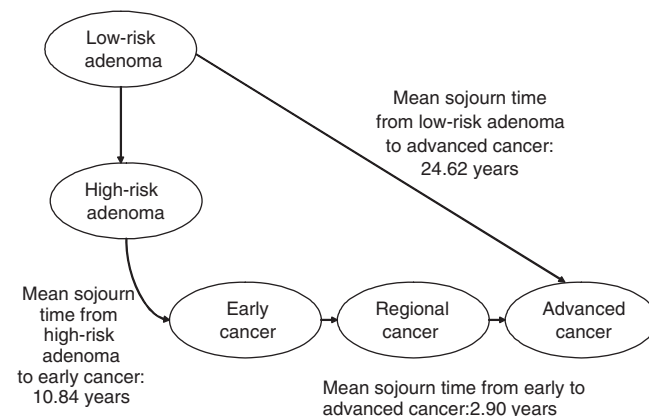 Low-risk
adenoma
Mean sojourn time
from low-risk adenoma
to advanced cancer:
24.62 years
High-risk
adenoma
Mean sojourn
time from
high-risk
adenoma
to early cancer:
10.84 years
Early
cancer
Regional
cancer
Advanced
cancer
Mean sojourn time from early to
advanced cancer:2.90 years